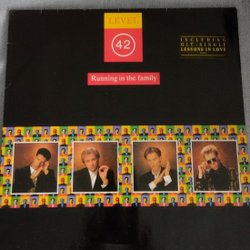 LEVEL
42
Running in the family
INCLUDING
HIT-SINGLE
LESSONS IN LOVE